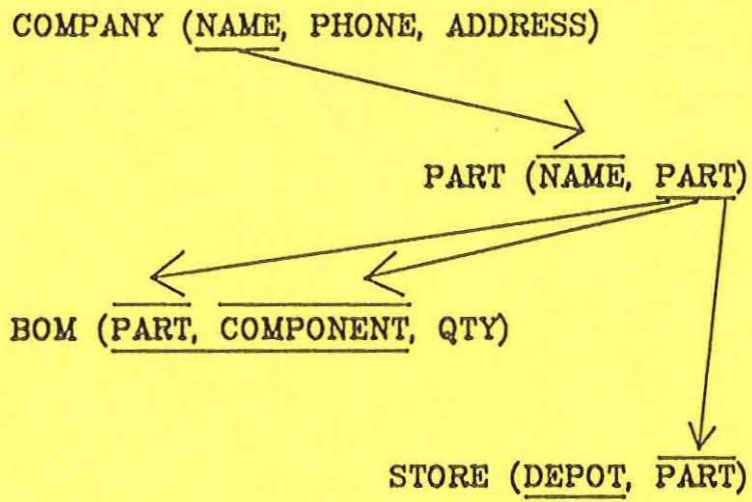 COMPANY (NAME, PHONE, ADDRESS)
PART (NAME, PART)
BOM (PART, COMPONENT, QTY)
STORE (DEPOT, PART)